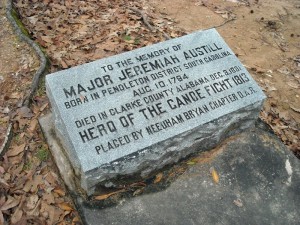 TO THE MEMORY OF
MAJOR JEREMIAH AUSTILL
BORN IN PENDLETON DISTRICT SOUTH CAROLINA
AUG. 10, 1794
DIED IN CLARKE COUNTY, ALABAMA DEC. 3, 1881
HERO OF THE CANOE FIGHT 1813
PLACED BY NEEDHAM BRYAN CHAPTER D.A.R.